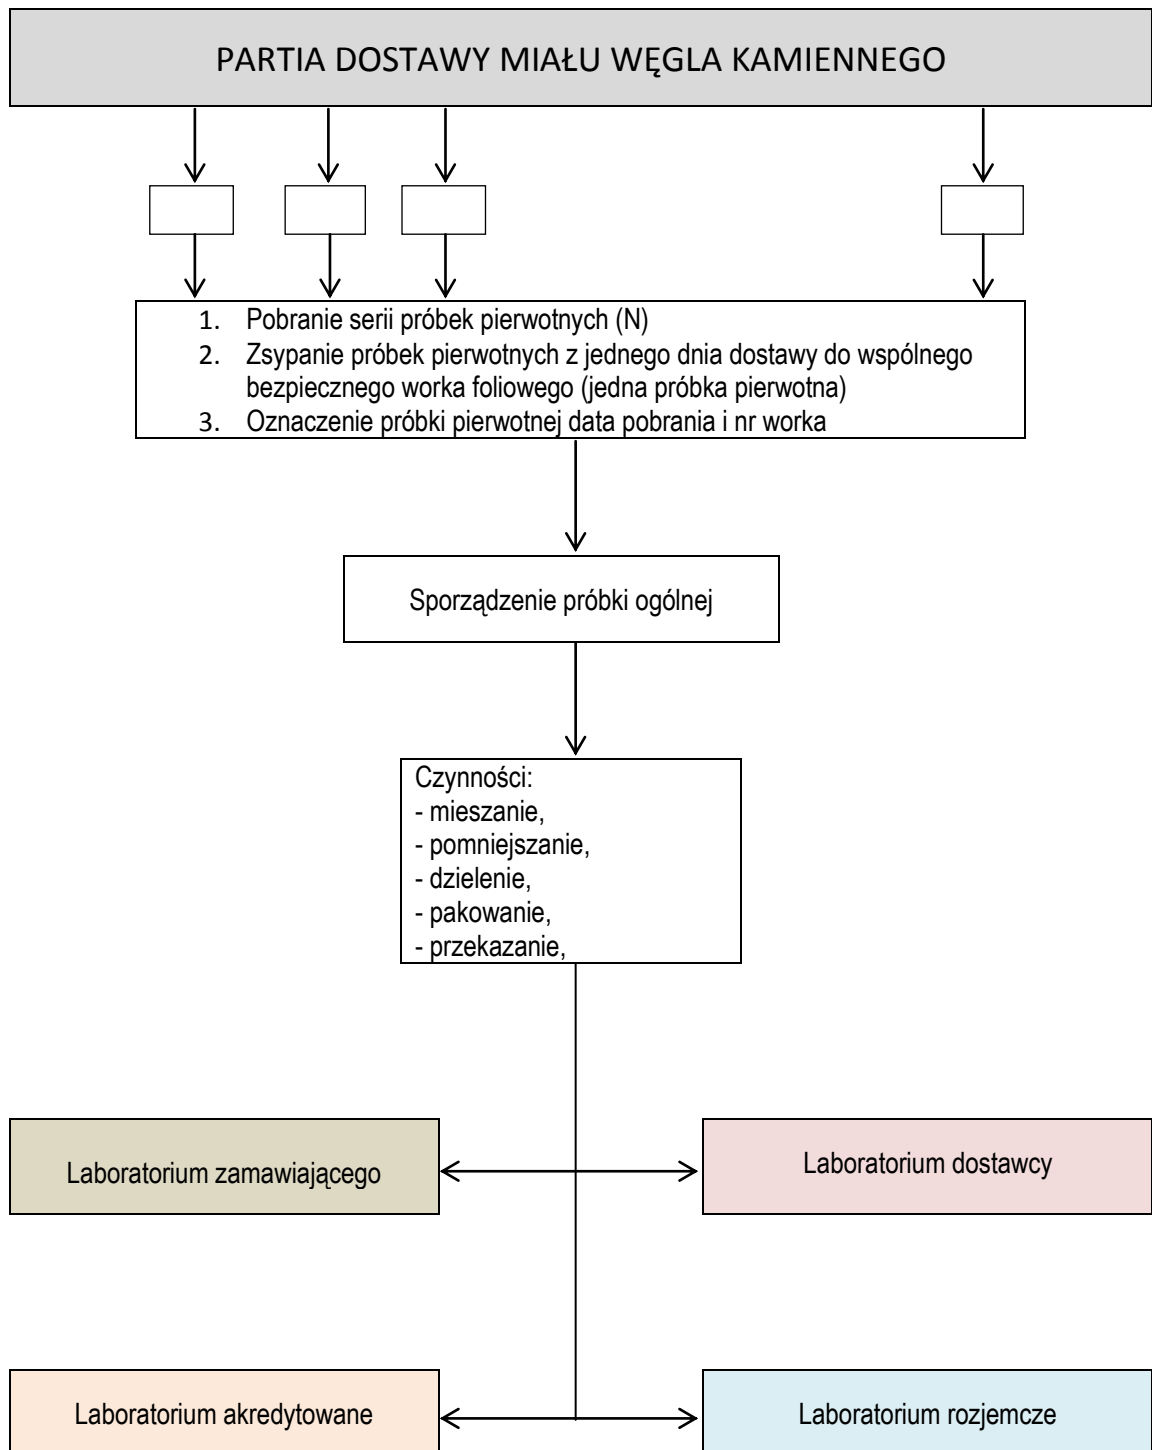 PARTIA DOSTAWY MIAŁU WĘGLA KAMIENNEGO
1. Pobranie serii próbek pierwotnych (N)
2. Zsypanie próbek pierwotnych z jednego dnia dostawy do wspólnego
bezpiecznego worka foliowego (jedna próbka pierwotna)
3. Oznaczenie próbki pierwotnej data pobrania i nr worka
Sporządzenie próbki ogólnej
Czynności:
- mieszanie,
- pomniejszanie,
- dzielenie,
- pakowanie,
- przekazanie,
Laboratorium zamawiającego
Laboratorium dostawcy
Laboratorium akredytowane
Laboratorium rozjemcze